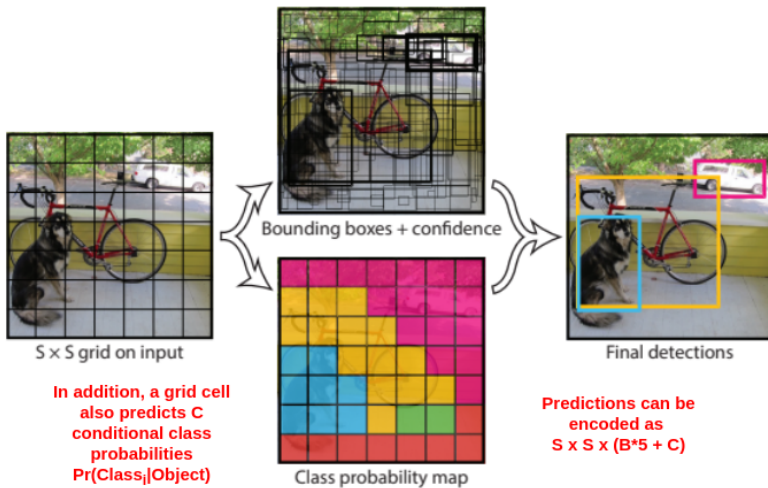 Bounding boxes + confidence
S × S grid on input
Final detections
In addition, a grid cell
also predicts C
conditional class
probabilities
Pr(Classᵢ|Object)
Predictions can be
encoded as
S x S x (B*5 + C)
Class probability map